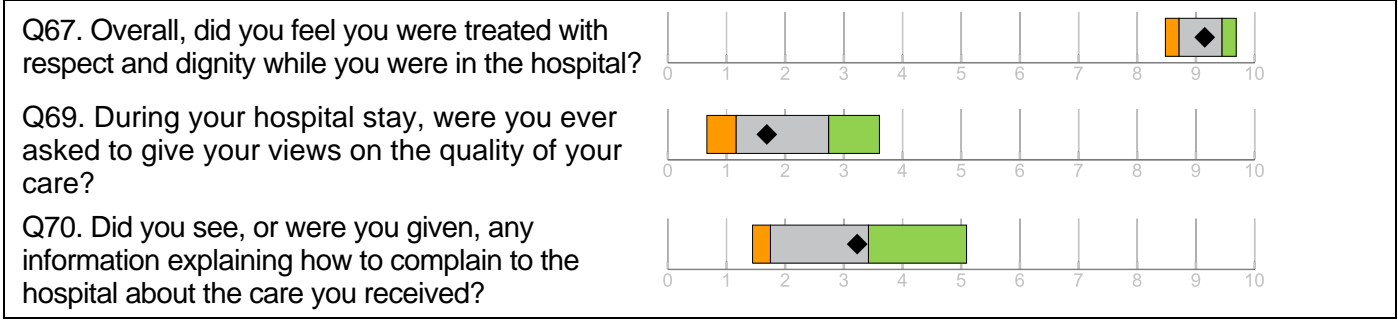 Q67. Overall, did you feel you were treated with
respect and dignity while you were in the hospital?
0 1 2 3 4 5 6 7 8 9 10
Q69. During your hospital stay, were you ever
asked to give your views on the quality of your
care?
0 1 2 3 4 5 6 7 8 9 10
Q70. Did you see, or were you given, any
information explaining how to complain to the
hospital about the care you received?
0 1 2 3 4 5 6 7 8 9 10